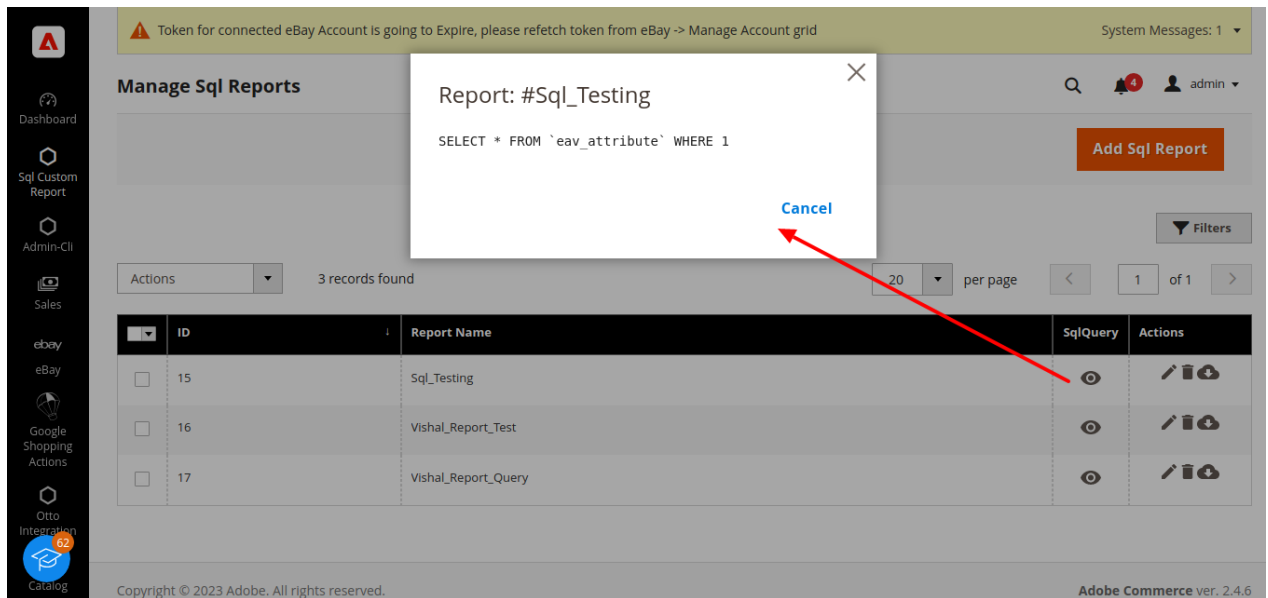 Token for connected eBay Account is going to Expire, please refetch token from eBay -> Manage Account grid
System Messages: 1
Manage Sql Reports
4
admin
Report: #Sql_Testing
SELECT * FROM `eav_attribute` WHERE 1
Cancel
Add Sql Report
Filters
Actions
3 records found
20
per page
1
of 1
ID
↓
Report Name
SqlQuery
Actions
15
Sql_Testing
16
Vishal_Report_Test
17
Vishal_Report_Query
Dashboard
Sql Custom
Report
Admin-Cli
Sales
ebay
eBay
Google
Shopping
Actions
Otto
Integration
62
Catalog
Copyright © 2023 Adobe. All rights reserved.
Adobe Commerce ver. 2.4.6